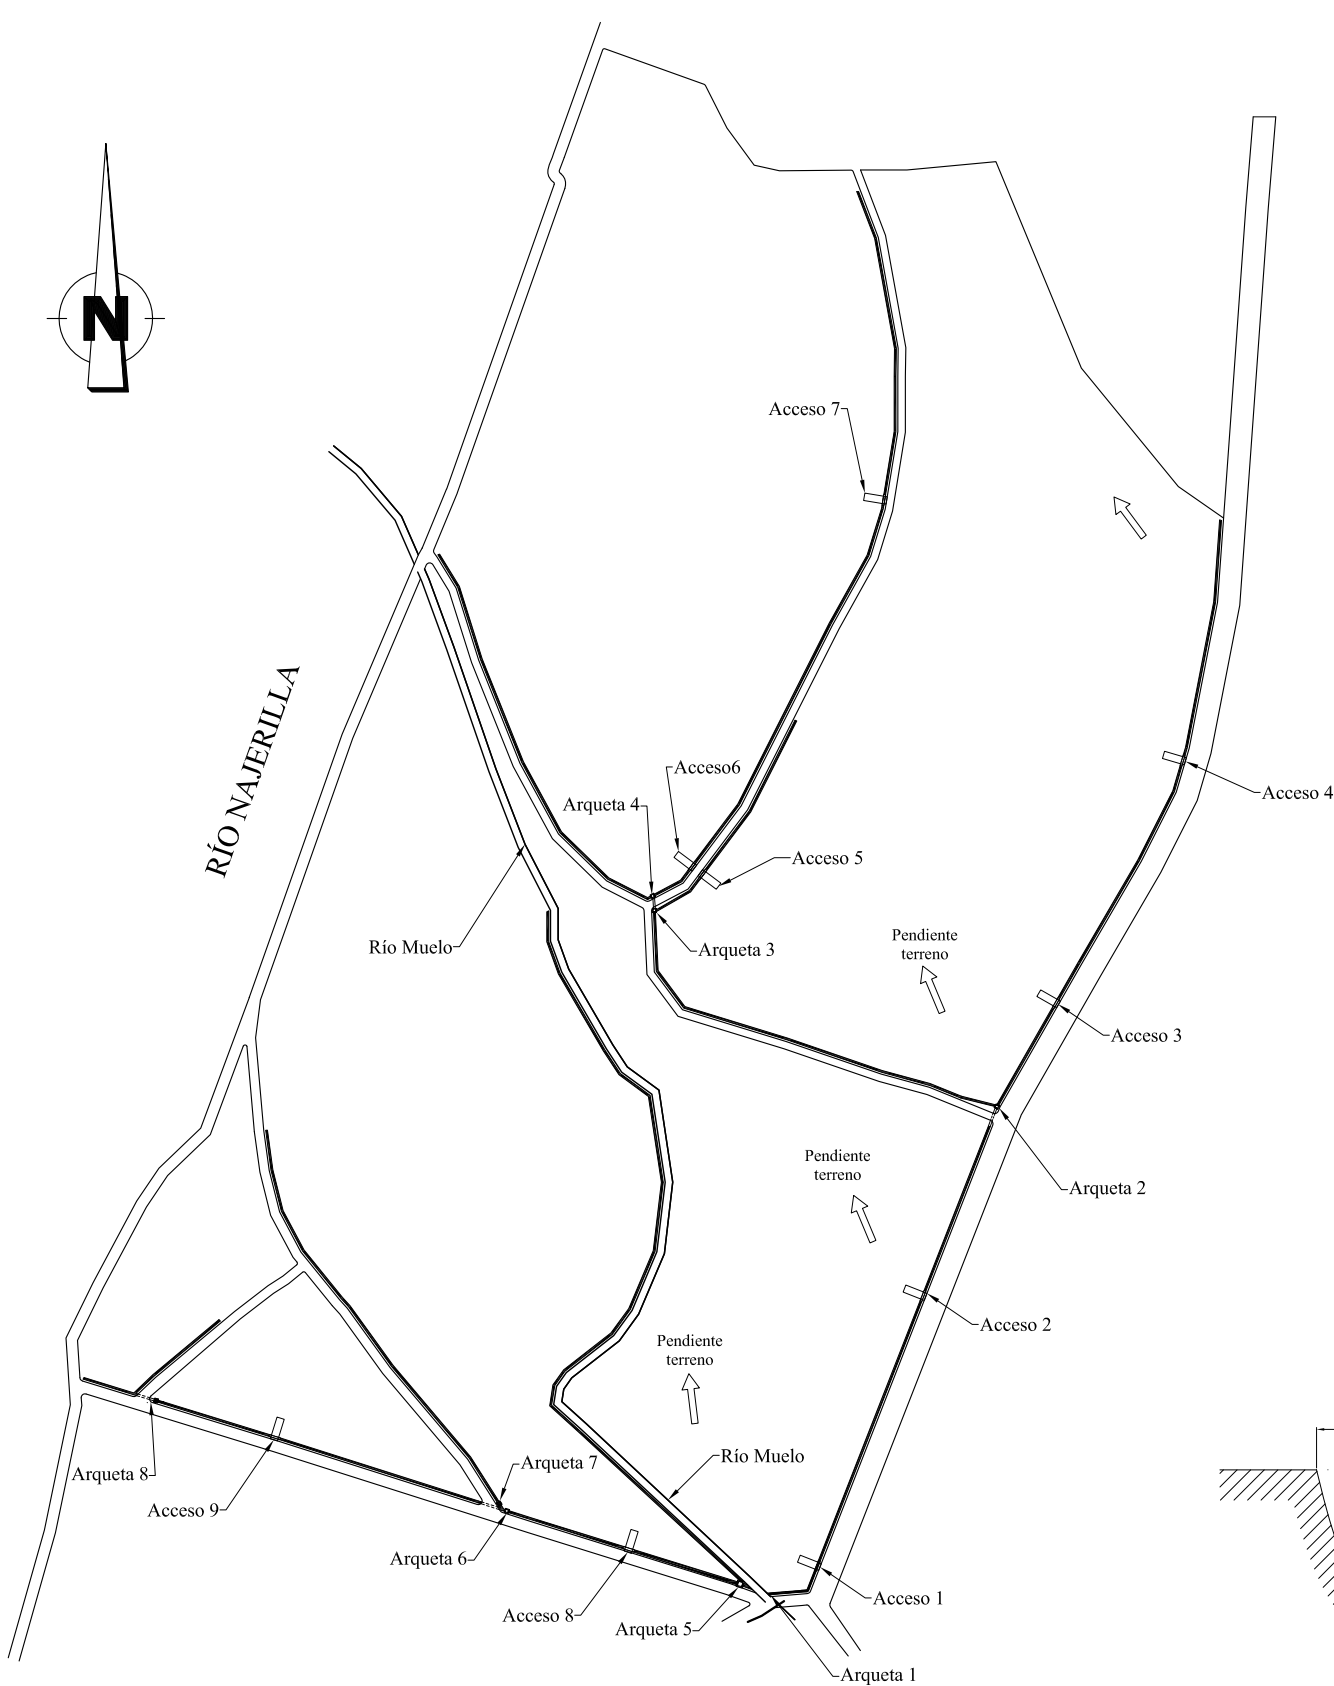 N
Acceso 7
RÍO NAJERILLA
Acceso6
Acceso 4
Arqueta 4
Acceso 5
Pendiente
terreno
Río Muelo
Arqueta 3
Acceso 3
Pendiente
terreno
Arqueta 2
Acceso 2
Pendiente
terreno
Río Muelo
Arqueta 7
Arqueta 8
Acceso 9
Arqueta 6
Acceso 1
Acceso 8
Arqueta 5
Arqueta 1